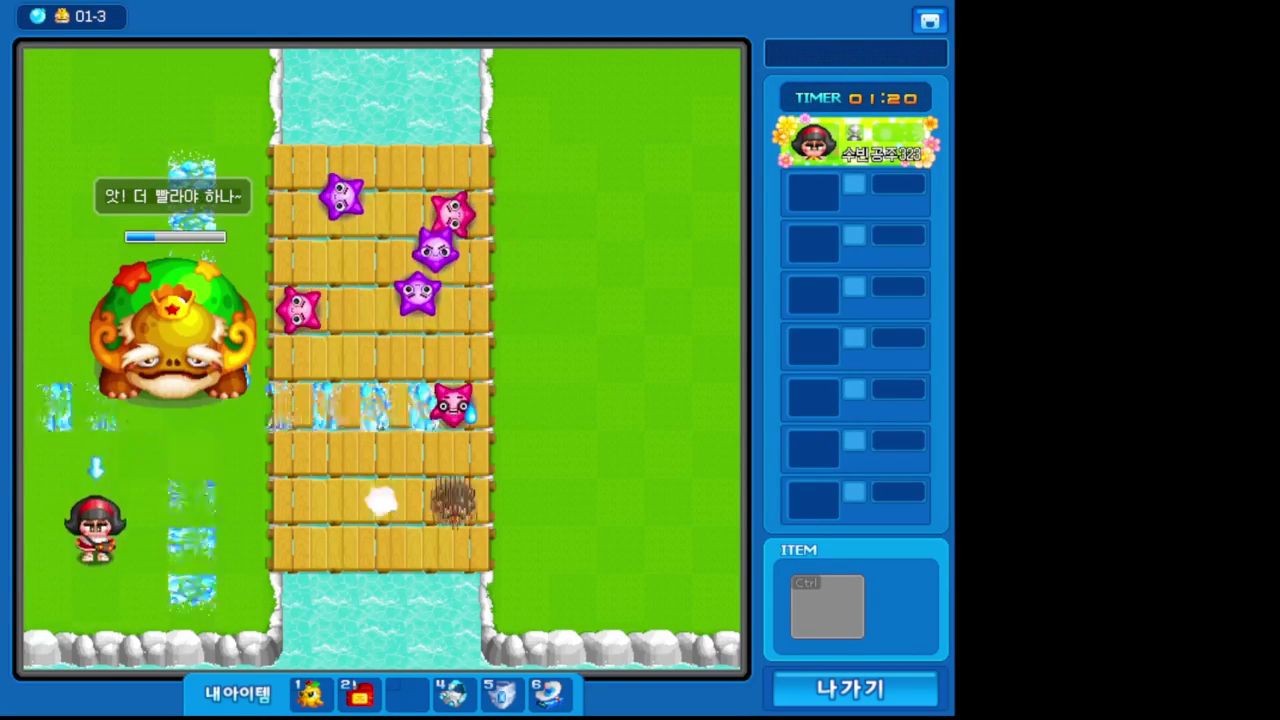 01-3
TIMER 01:20
수빈공주323
앗! 더 빨라야 하나~
ITEM
Ctrl
내 아이템
1
2
4
5
6
나가기